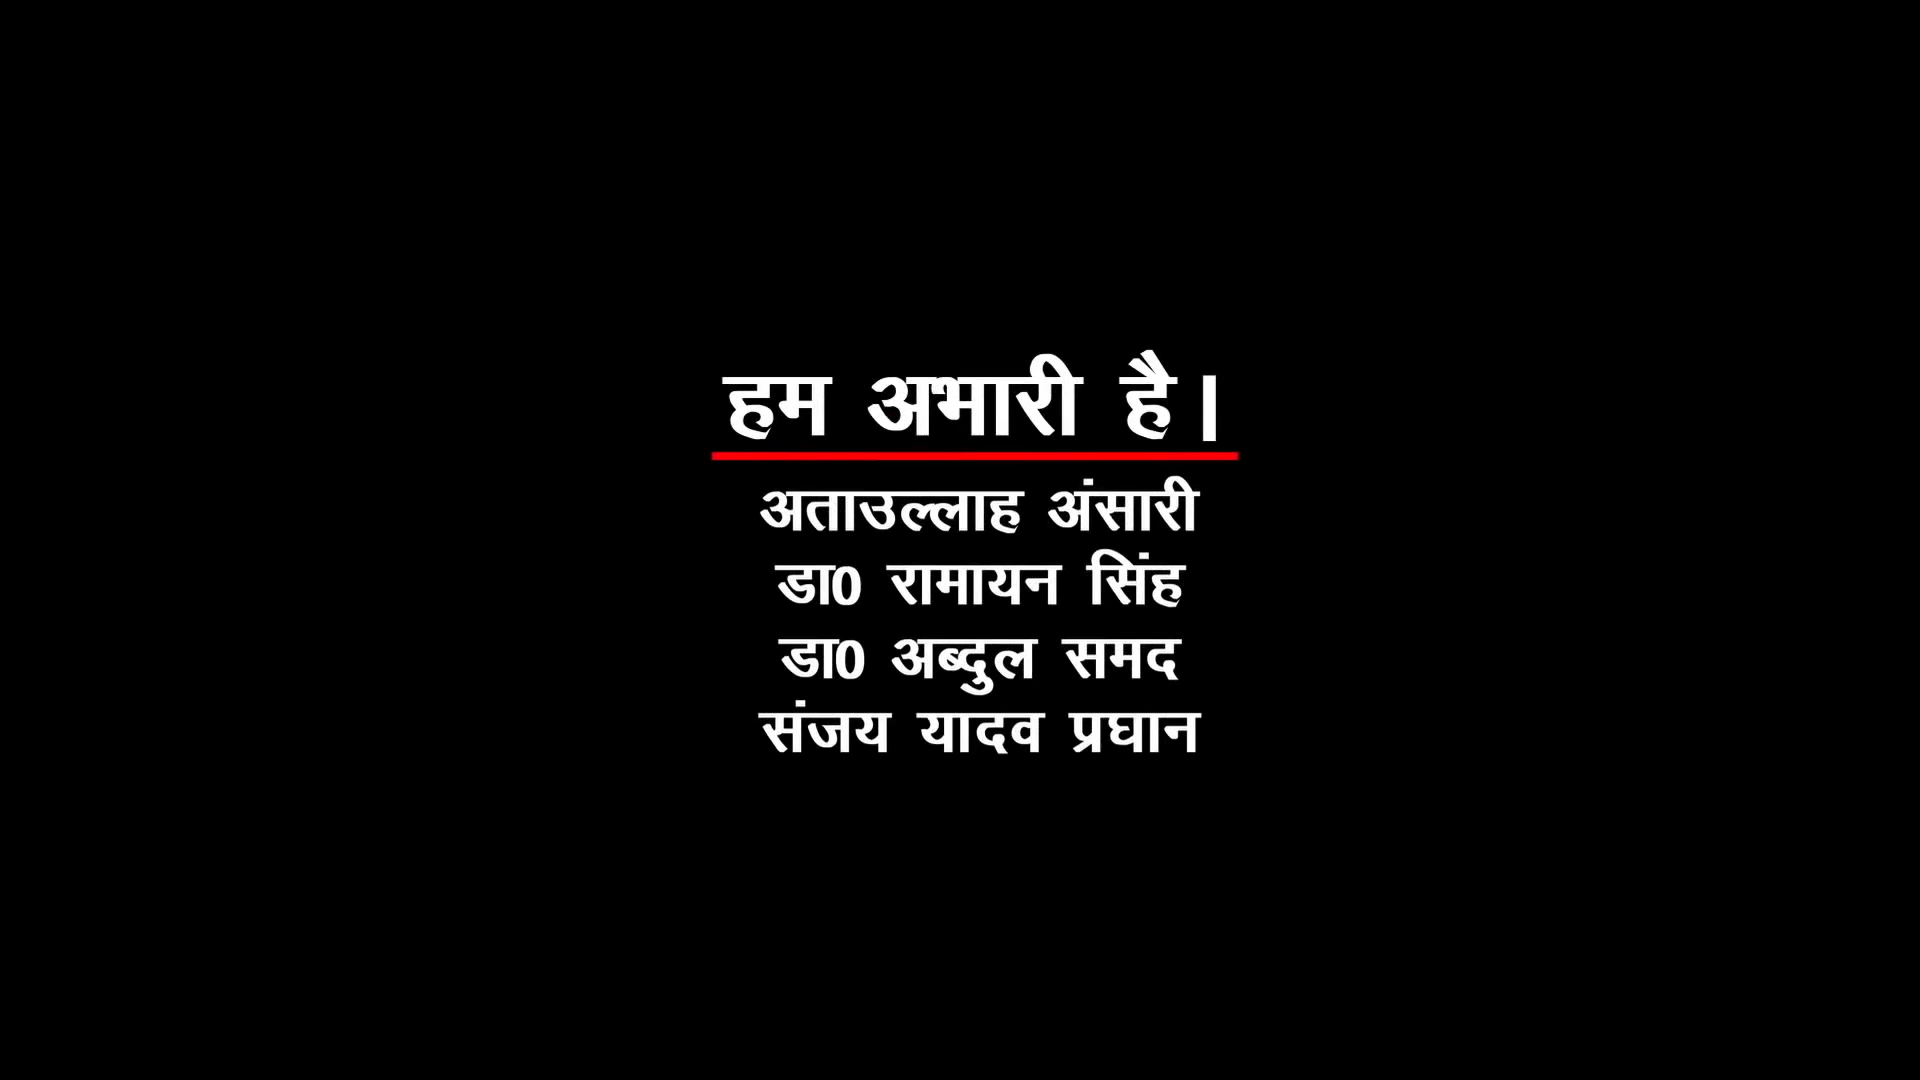 हम अभारी है।
अताउल्लाह अंसारी
डा0 रामायन सिंह
डा0 अब्दुल समद
संजय यादव प्रघान